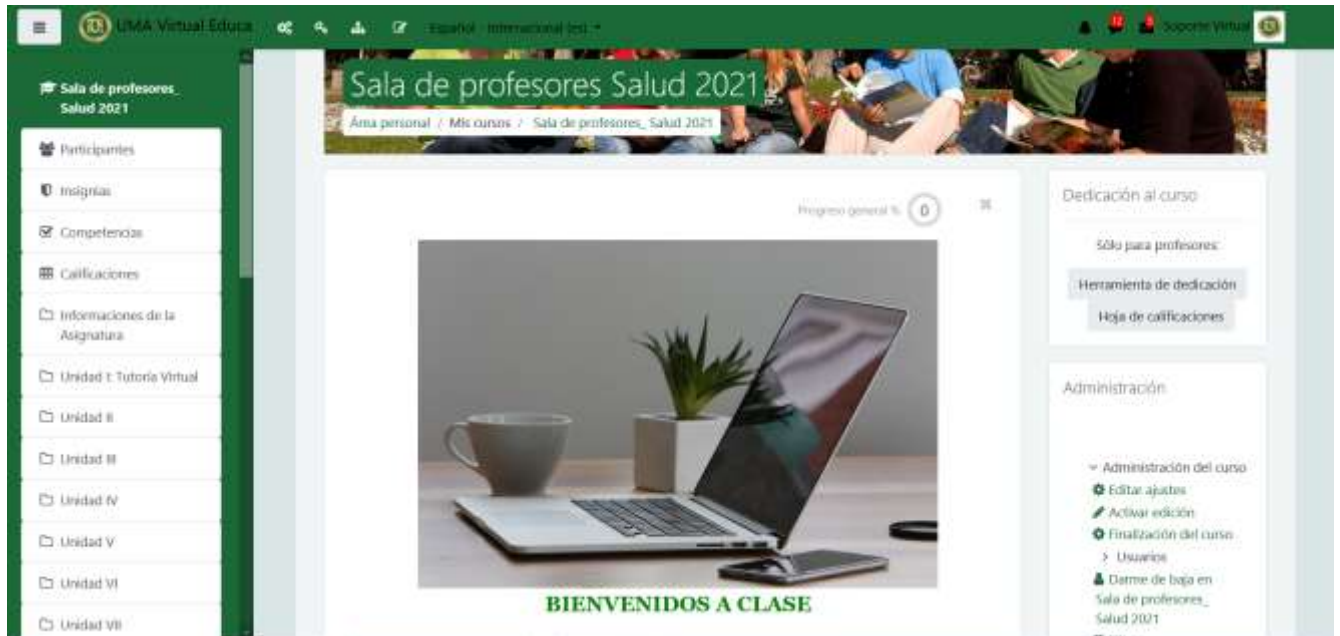 UMA Virtual Educa
Español - Internacional (es)
12
Soporte Virtual
Sala de profesores_
Salud 2021
Participantes
Insignias
Competencias
Calificaciones
Informaciones de la
Asignatura
Unidad I: Tutoría Virtual
Unidad II
Unidad III
Unidad IV
Unidad V
Unidad VI
Unidad VII
Sala de profesores Salud 2021
Área personal / Mis cursos / Sala de profesores_ Salud 2021
Progreso general % 0
BIENVENIDOS A CLASE
Dedicación al curso
Sólo para profesores:
Herramienta de dedicación
Hoja de calificaciones
Administración
Administración del curso
Editar ajustes
Activar edición
Finalización del curso
Usuarios
Darme de baja en
Sala de profesores_
Salud 2021